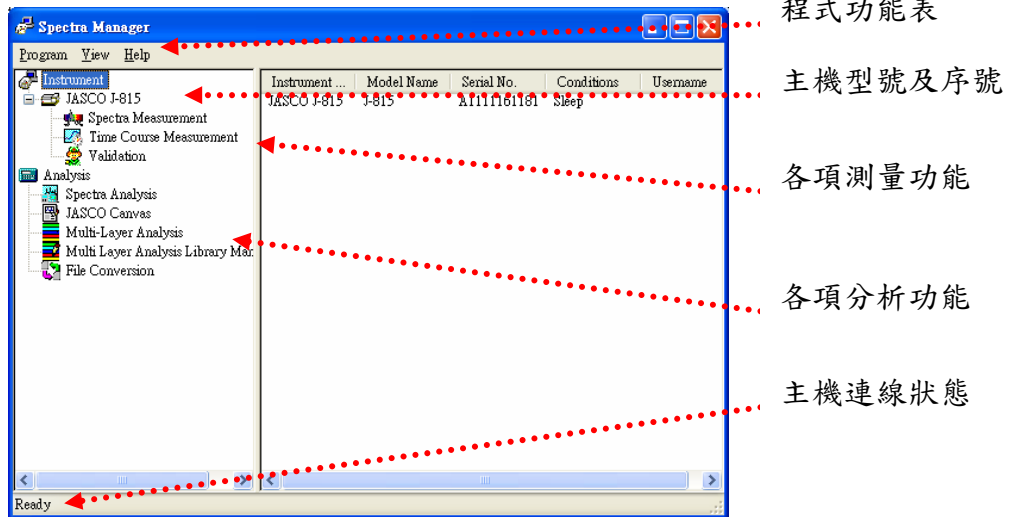 Spectra Manager
Program View Help
Instrument
JASCO J-815
Spectra Measurement
Time Course Measurement
Validation
Analysis
Spectra Analysis
JASCO Canvas
Multi-Layer Analysis
Multi Layer Analysis Library Mar
File Conversion
Instrument ... Model Name Serial No. Conditions Username
JASCO J-815 J-815 A1111161181 Sleep
Ready
程式功能表
主機型號及序號
各項測量功能
各項分析功能
主機連線狀態